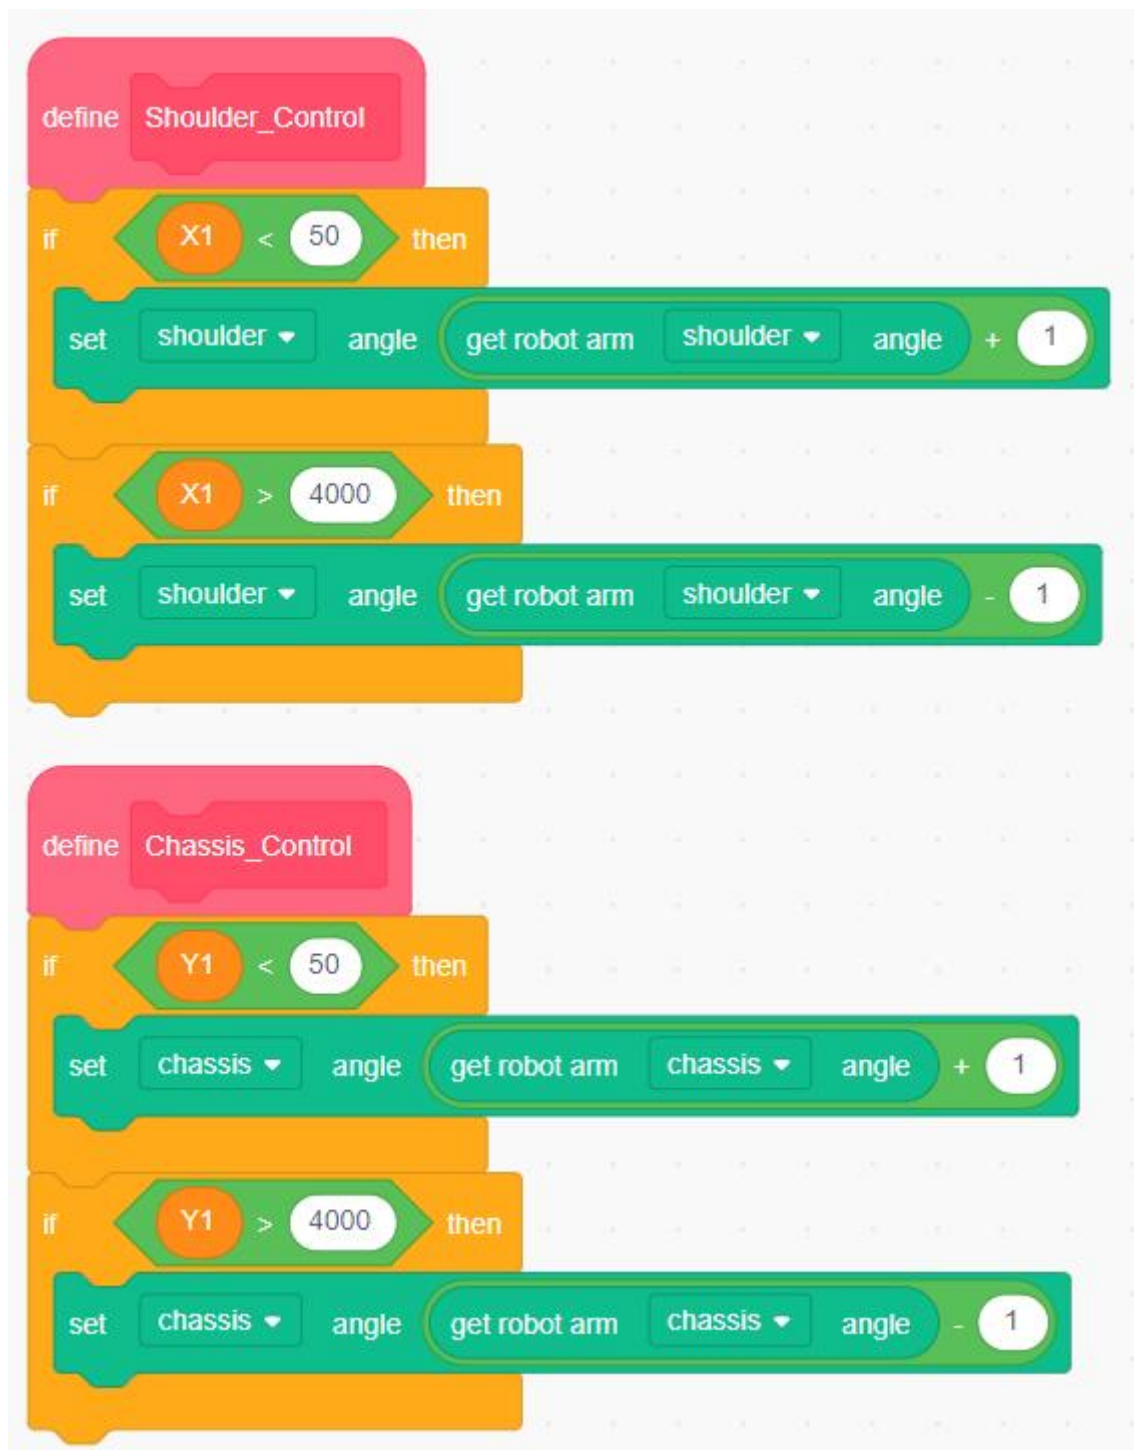 define Shoulder_Control
if X1 < 50 then
set shoulder angle get robot arm shoulder angle + 1
if X1 > 4000 then
set shoulder angle get robot arm shoulder angle - 1
define Chassis_Control
if Y1 < 50 then
set chassis angle get robot arm chassis angle + 1
if Y1 > 4000 then
set chassis angle get robot arm chassis angle - 1